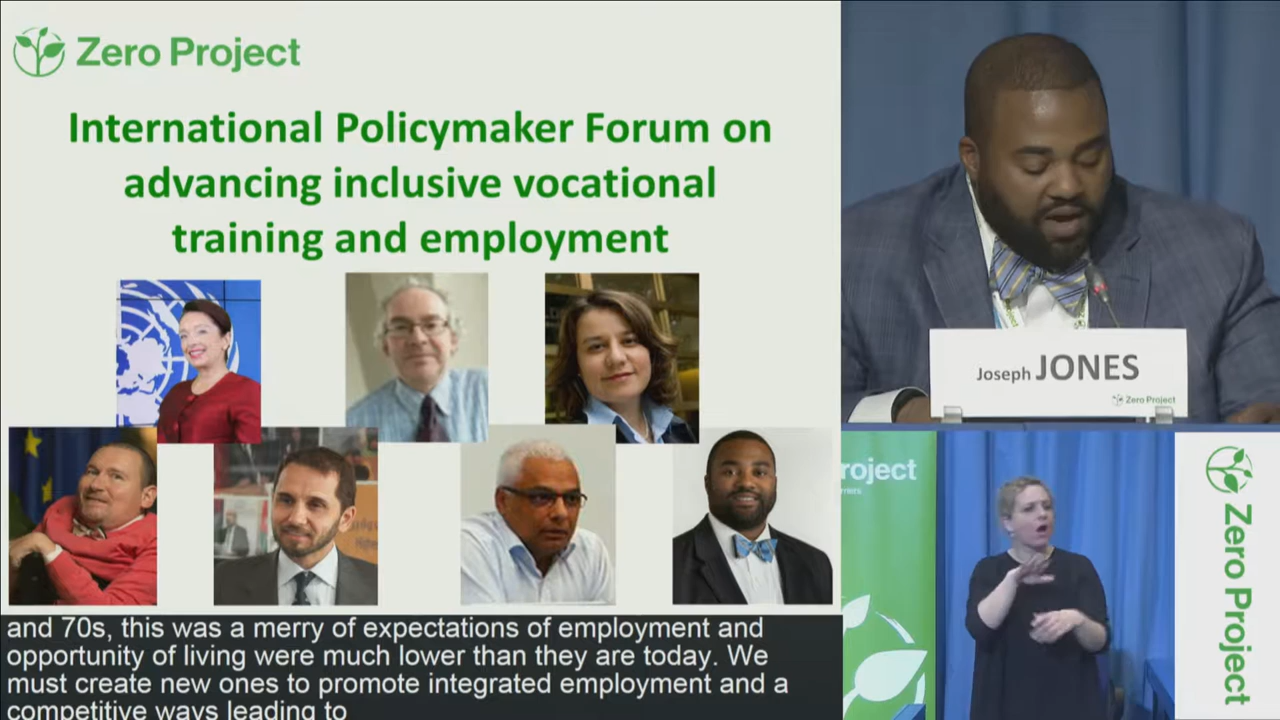 Zero Project
International Policymaker Forum on
advancing inclusive vocational
training and employment
and 70s, this was a merry of expectations of employment and
opportunity of living were much lower than they are today. We
must create new ones to promote integrated employment and a
competitive ways leading to
Joseph JONES
Zero Project
roject
Zero Project